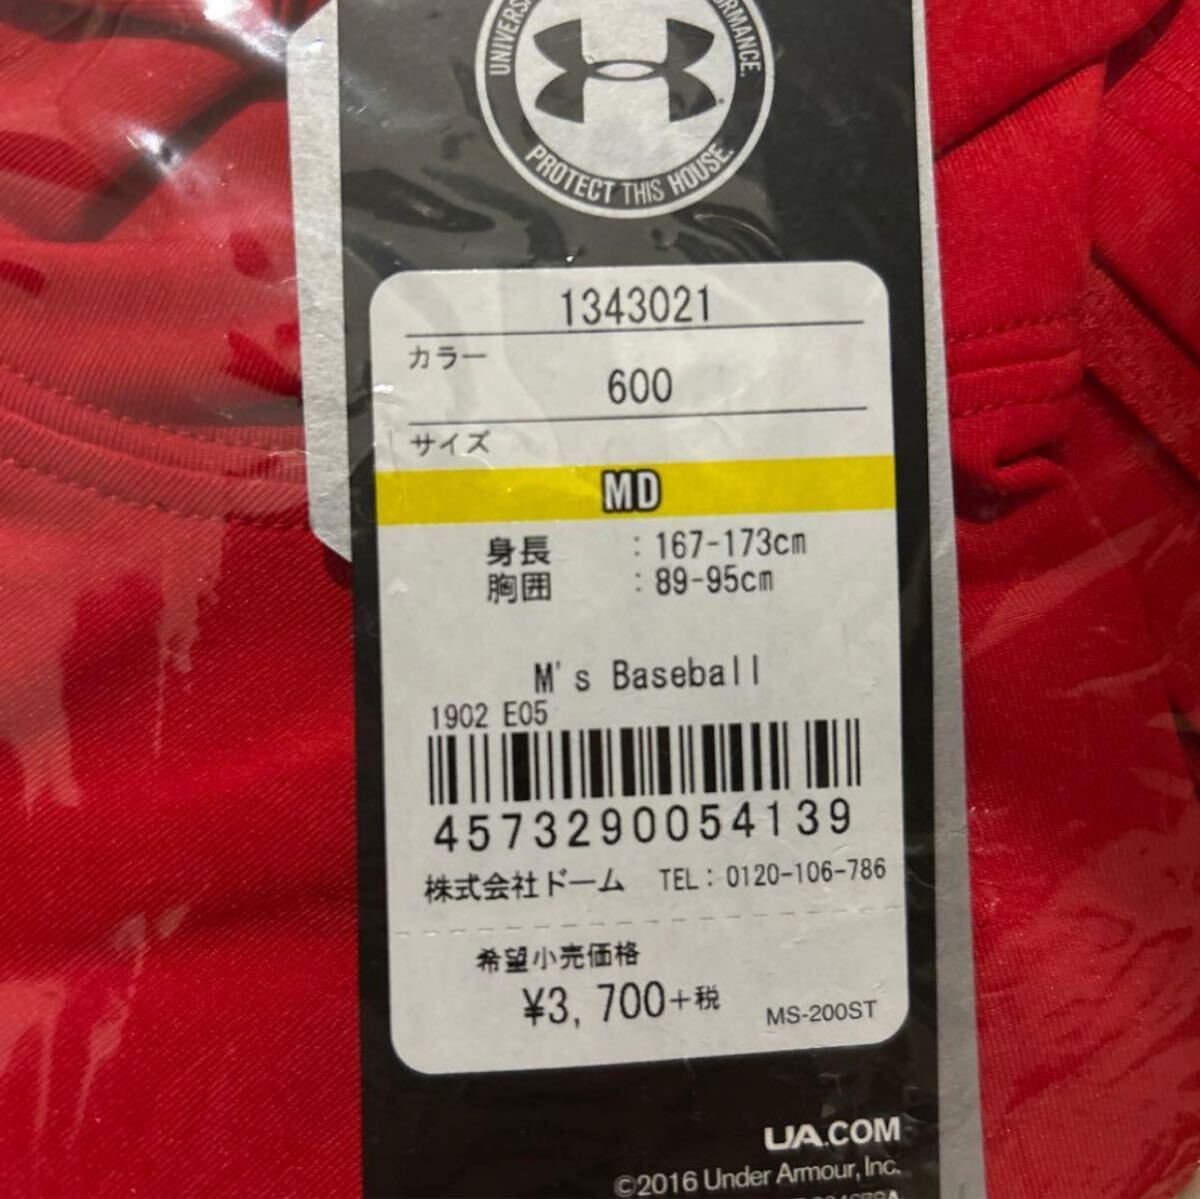 PROTECT THIS HOUSE.
1343021
カラー
600
サイズ
MD
身長 : 167-173cm
胸囲 : 89-95cm
M's Baseball
1902 E05
4573290054139
株式会社ドーム TEL: 0120-106-786
希望小売価格
¥3,700+税
MS-200ST
UA.COM
©2016 Under Armour, Inc.